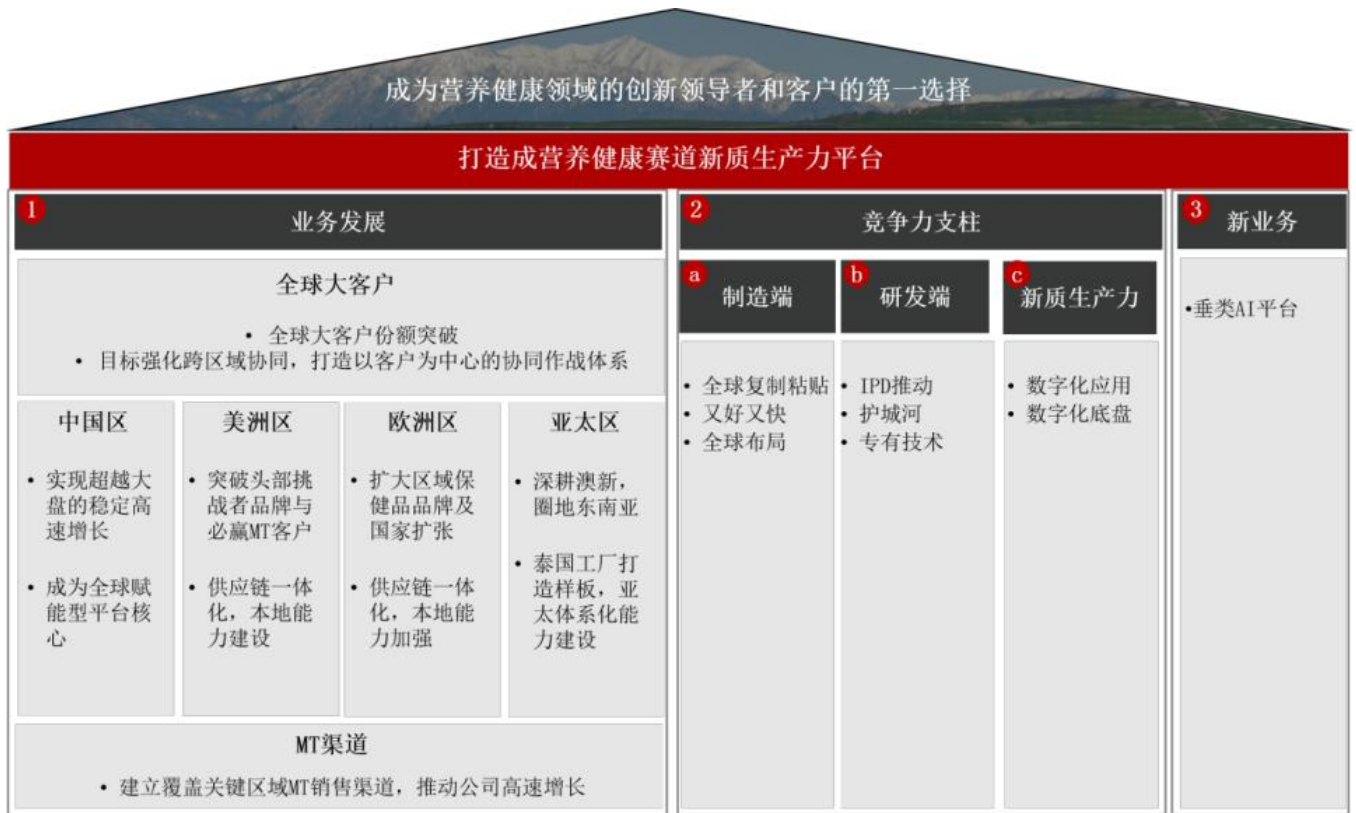 成为营养健康领域的创新领导者和客户的第一选择
打造成营养健康赛道新质生产力平台
1
业务发展
全球大客户
• 全球大客户份额突破
• 目标强化跨区域协同，打造以客户为中心的协同作战体系
中国区
• 实现超越大
盘的稳定高
速增长
• 成为全球赋
能型平台核
心
美洲区
• 突破头部挑
战者品牌与
必赢MT客户
• 供应链一体
化，本地能
力建设
欧洲区
• 扩大区域保
健品品牌及
国家扩张
• 供应链一体
化，本地能
力加强
亚太区
• 深耕澳新，
圈地东南亚
• 泰国工厂打
造样板，亚
太体系化能
力建设
MT渠道
• 建立覆盖关键区域MT销售渠道，推动公司高速增长
2
竞争力支柱
a
制造端
• 全球复制粘贴
• 又好又快
• 全球布局
b
研发端
• IPD推动
• 护城河
• 专有技术
c
新质生产力
• 数字化应用
• 数字化底盘
3
新业务
•垂类AI平台